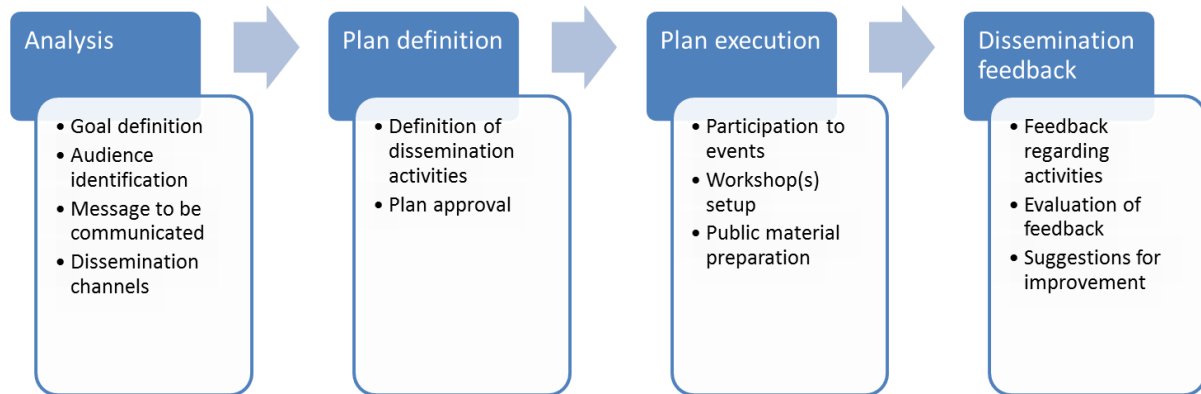 Analysis
• Goal definition
• Audience
identification
• Message to be
communicated
• Dissemination
channels
Plan definition
• Definition of
dissemination
activities
• Plan approval
Plan execution
• Participation to
events
• Workshop(s)
setup
• Public material
preparation
Dissemination
feedback
• Feedback
regarding
activities
• Evaluation of
feedback
• Suggestions for
improvement